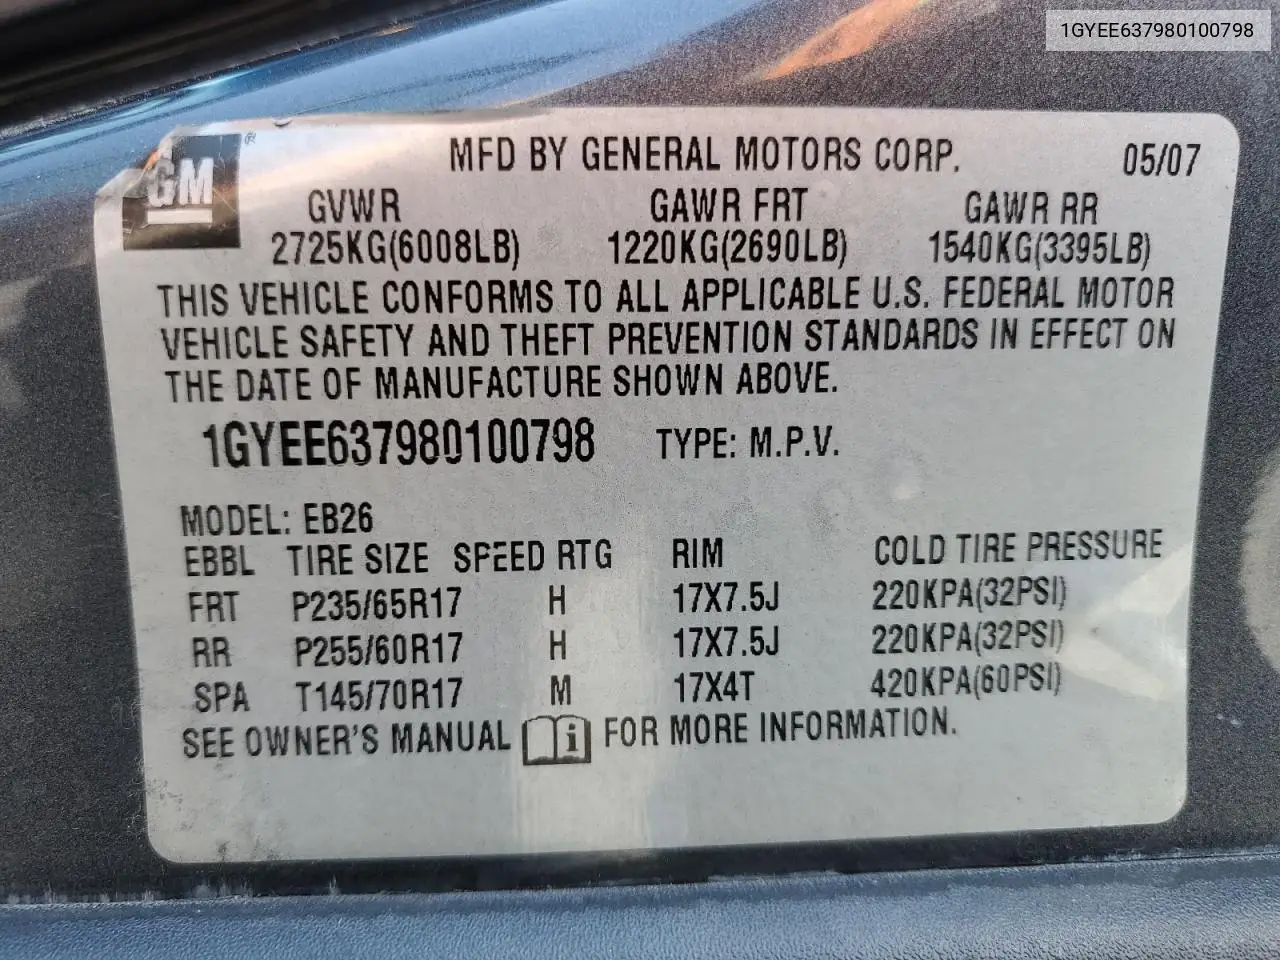 1GYEE637980100798
GM ®
MFD BY GENERAL MOTORS CORP. 05/07
GVWR GAWR FRT GAWR RR
2725KG(6008LB) 1220KG(2690LB) 1540KG(3395LB)
THIS VEHICLE CONFORMS TO ALL APPLICABLE U.S. FEDERAL MOTOR
VEHICLE SAFETY AND THEFT PREVENTION STANDARDS IN EFFECT ON
THE DATE OF MANUFACTURE SHOWN ABOVE.
1GYEE637980100798 TYPE: M.P.V.
MODEL: EB26
EBBL TIRE SIZE SPEED RTG RIM COLD TIRE PRESSURE
FRT P235/65R17 H 17X7.5J 220KPA(32PSI)
RR P255/60R17 H 17X7.5J 220KPA(32PSI)
SPA T145/70R17 M 17X4T 420KPA(60PSI)
SEE OWNER'S MANUAL i FOR MORE INFORMATION.